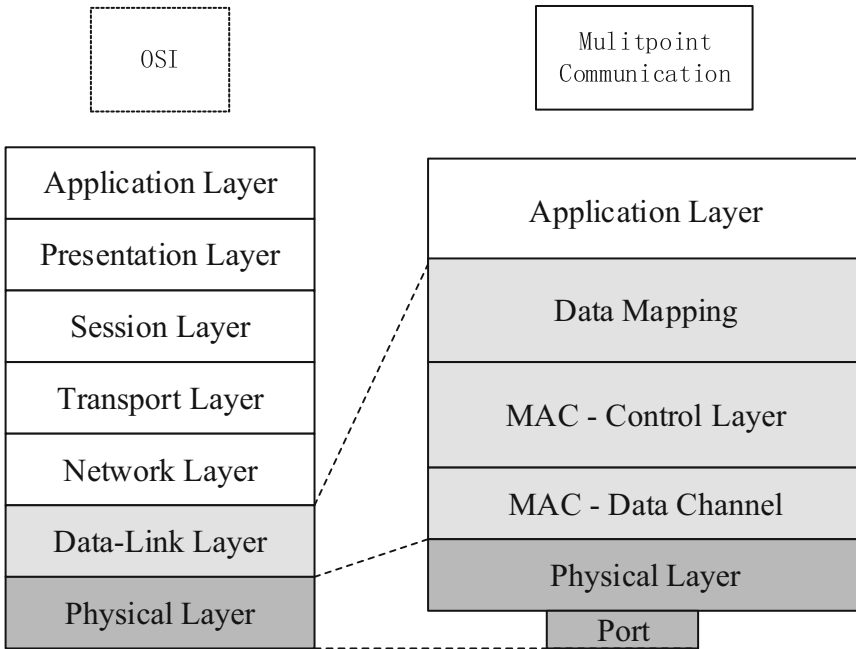 OSI
Mulitpoint
Communication
Application Layer
Presentation Layer
Session Layer
Transport Layer
Network Layer
Data-Link Layer
Physical Layer
Application Layer
Data Mapping
MAC - Control Layer
MAC - Data Channel
Physical Layer
Port